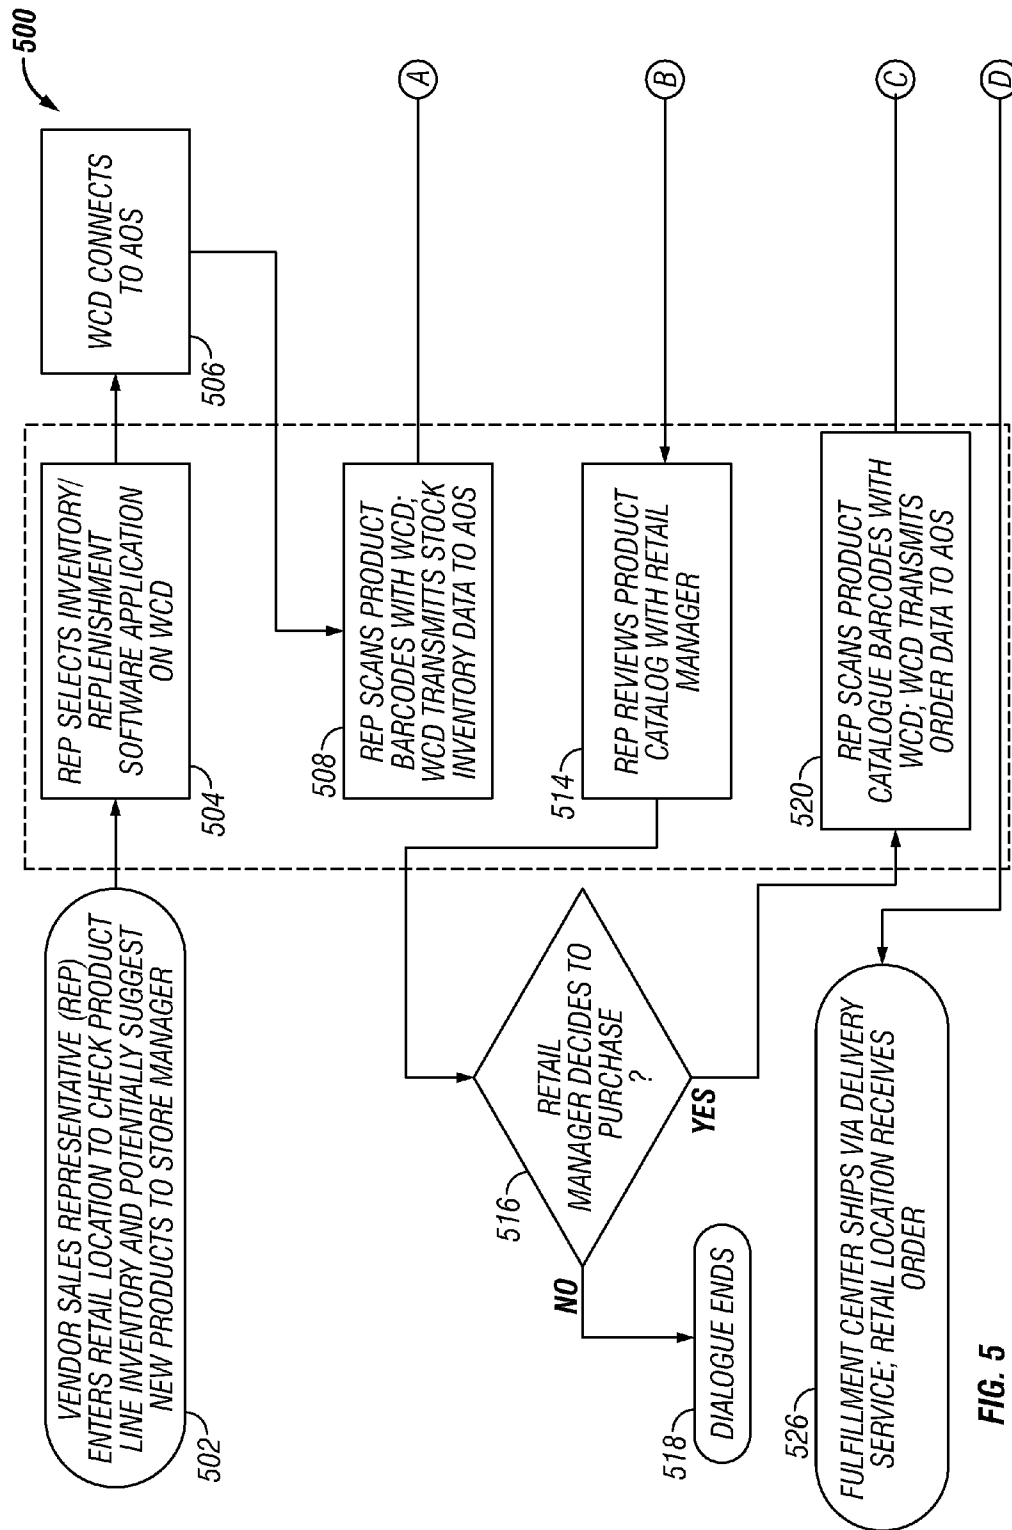 500
VENDOR SALES REPRESENTATIVE (REP)
ENTERS RETAIL LOCATION TO CHECK PRODUCT
LINE INVENTORY AND POTENTIALLY SUGGEST
NEW PRODUCTS TO STORE MANAGER
502
REP SELECTS INVENTORY/
REPLENISHMENT
SOFTWARE APPLICATION
ON WCD
504
WCD CONNECTS
TO AOS
506
REP SCANS PRODUCT
BARCODES WITH WCD;
WCD TRANSMITTS STOCK
INVENTORY DATA TO AOS
508
A
REP REVIEWS PRODUCT
CATALOG WITH RETAIL
MANAGER
514
B
RETAIL
MANAGER DECIDES TO
PURCHASE
?
516
NO
YES
DIALOGUE ENDS
518
REP SCANS PRODUCT
CATALOGUE BARCODES WITH
WCD; WCD TRANSMITS
ORDER DATA TO AOS
520
C
FULFILLMENT CENTER SHIPS VIA DELIVERY
SERVICE; RETAIL LOCATION RECEIVES
ORDER
526
D
FIG. 5